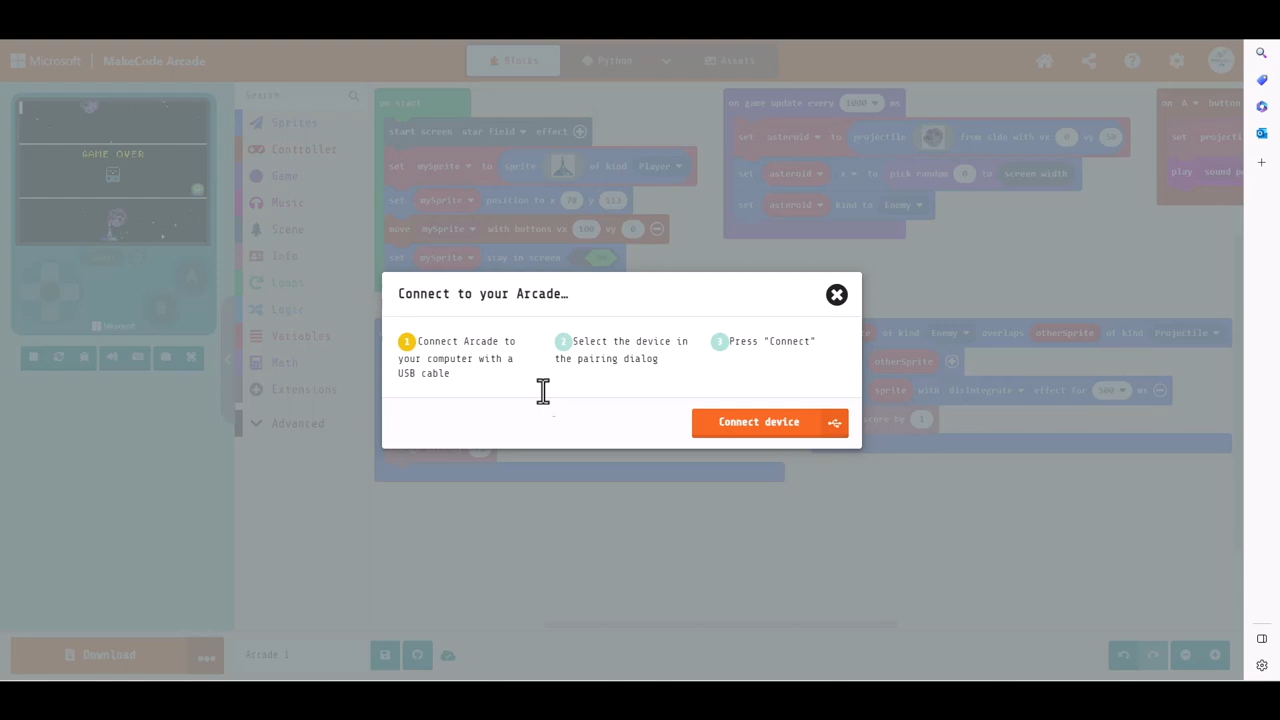 Microsoft | MakeCode Arcade
Blocks
Python
Assets
GAME OVER
Microsoft
Search...
Sprites
Controller
Game
Music
Scene
Info
Loops
Logic
Variables
Math
Extensions
Advanced
on start
start screen star field effect
set mySprite to sprite of kind Player
set mySprite position to x 78 y 113
move mySprite with buttons vx 100 vy 0
set mySprite stay in screen
on game update every 1000 ms
set asteroid to projectile from side with vx 0 vy 50
set asteroid x to pick random 0 to screen width
set asteroid kind to Enemy
on A button
set projecti
play sound p
of kind Enemy overlaps otherSprite of kind Projectile
otherSprite
sprite with disintegrate effect for 500 ms
score by 1
Connect to your Arcade…
1 Connect Arcade to
your computer with a
USB cable
2 Select the device in
the pairing dialog
3 Press "Connect"
Connect device
Download
Arcade 1